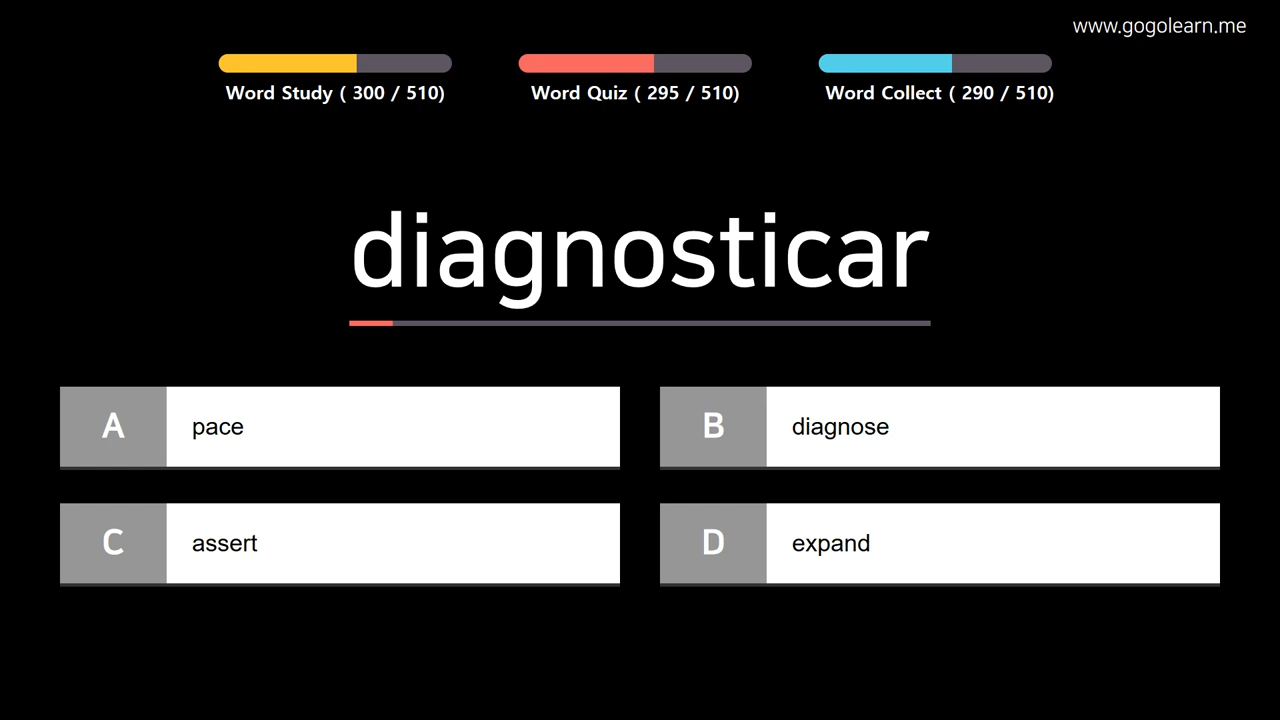 www.gogolearn.me
Word Study ( 300 / 510)
Word Quiz ( 295 / 510)
Word Collect ( 290 / 510)
diagnosticar
A pace
B diagnose
C assert
D expand